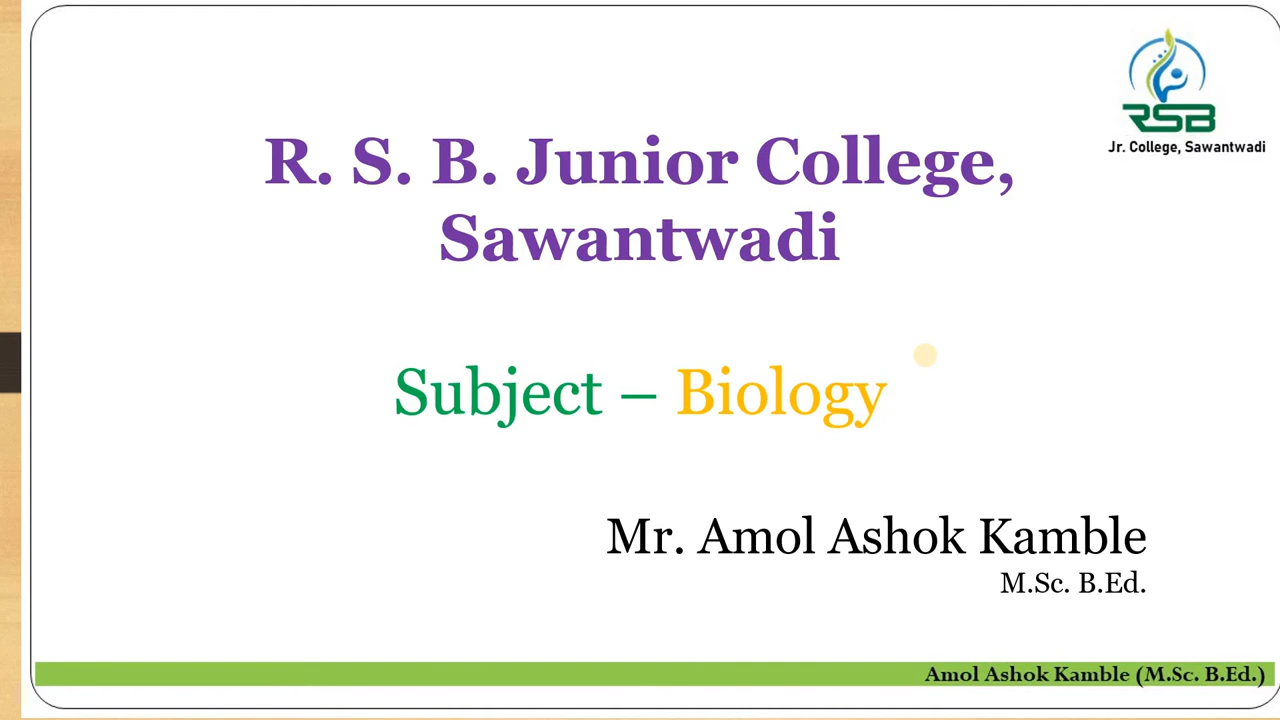 RSB
Jr. College, Sawantwadi
R. S. B. Junior College,
Sawantwadi
Subject – Biology
Mr. Amol Ashok Kamble
M.Sc. B.Ed.
Amol Ashok Kamble (M.Sc. B.Ed.)